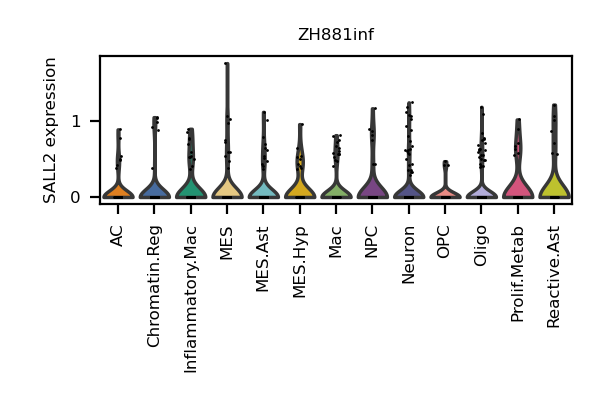 ZH881inf
SALL2 expression
1
0
AC
Chromatin.Reg
Inflammatory.Mac
MES
MES.Ast
MES.Hyp
Mac
NPC
Neuron
OPC
Oligo
Prolif.Metab
Reactive.Ast